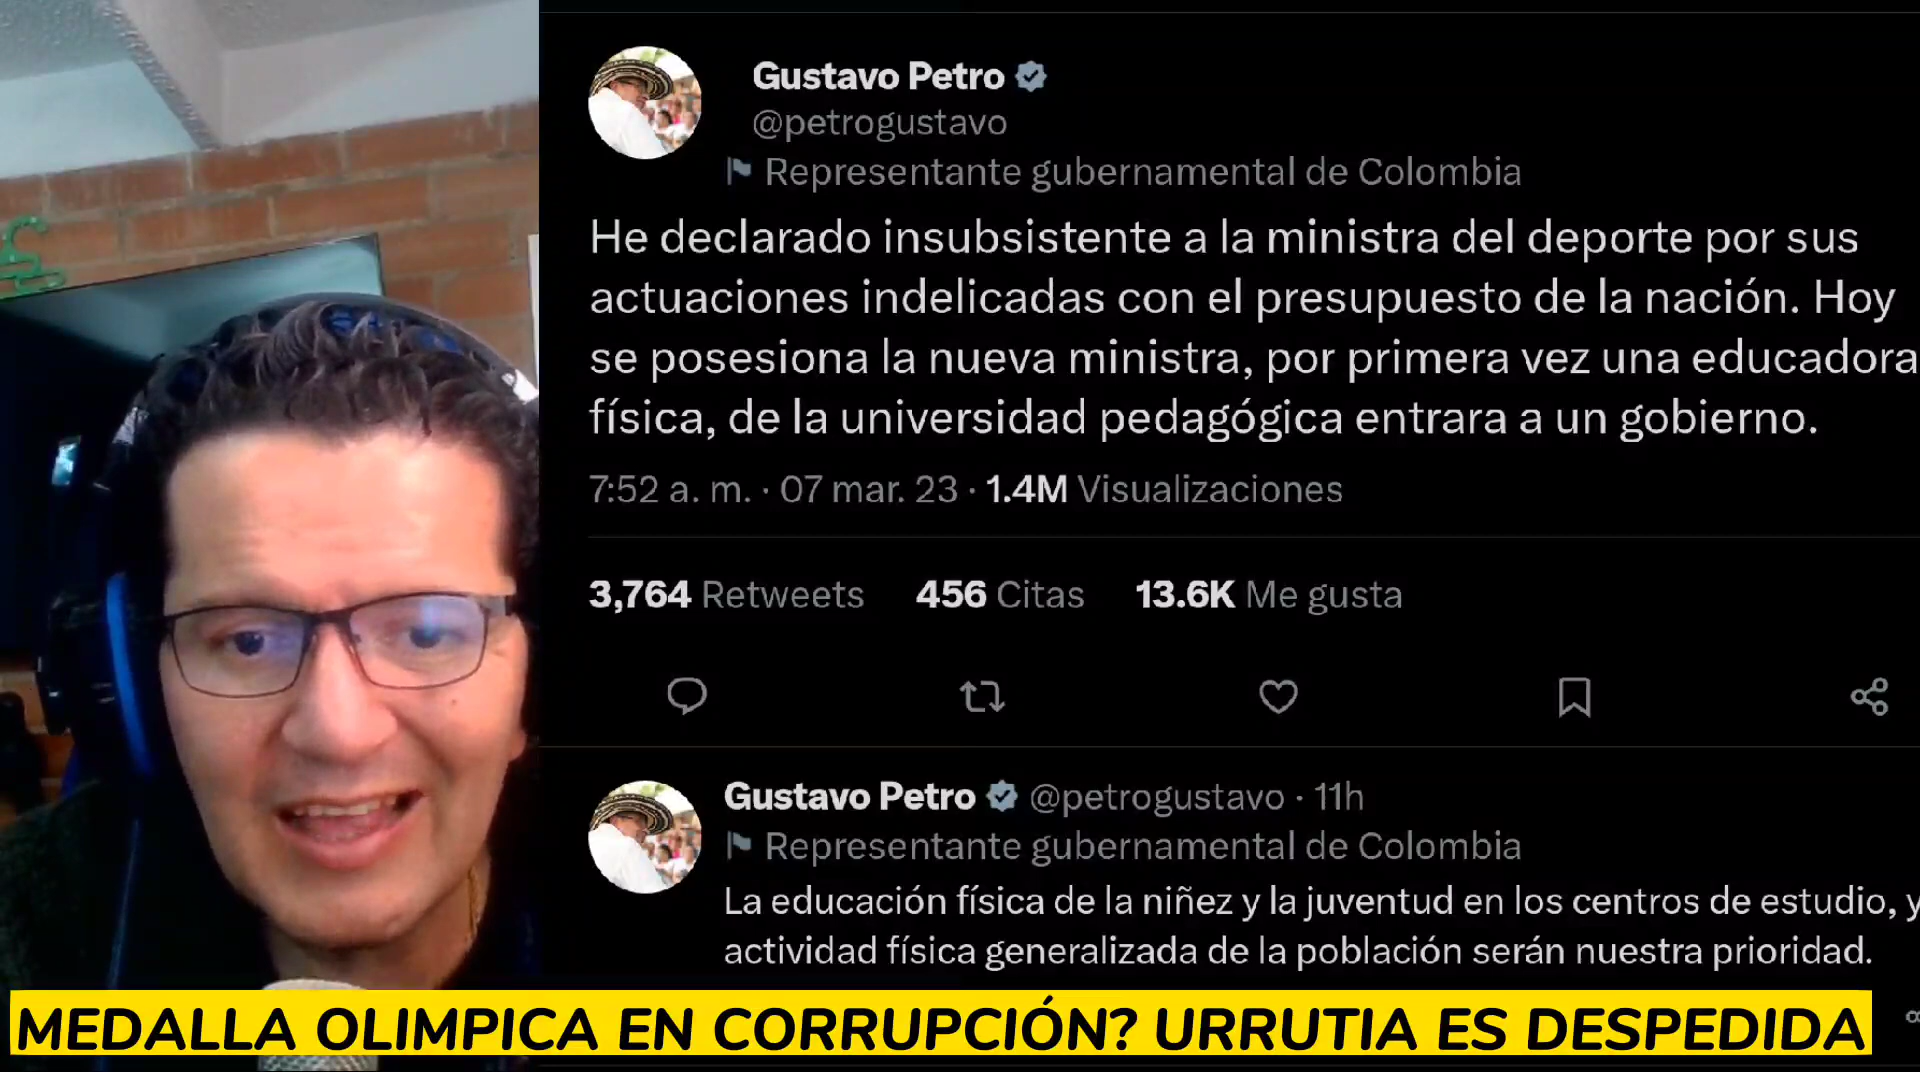 Gustavo Petro
@petrogustavo
Representante gubernamental de Colombia
He declarado insubsistente a la ministra del deporte por sus
actuaciones indelicadas con el presupuesto de la nación. Hoy
se posesiona la nueva ministra, por primera vez una educadora
física, de la universidad pedagógica entrara a un gobierno.
7:52 a. m. · 07 mar. 23 · 1.4M Visualizaciones
3,764 Retweets 456 Citas 13.6K Me gusta
Gustavo Petro @petrogustavo · 11h
Representante gubernamental de Colombia
La educación física de la niñez y la juventud en los centros de estudio, y
actividad física generalizada de la población serán nuestra prioridad.
MEDALLA OLIMPICA EN CORRUPCIÓN? URRUTIA ES DESPEDIDA